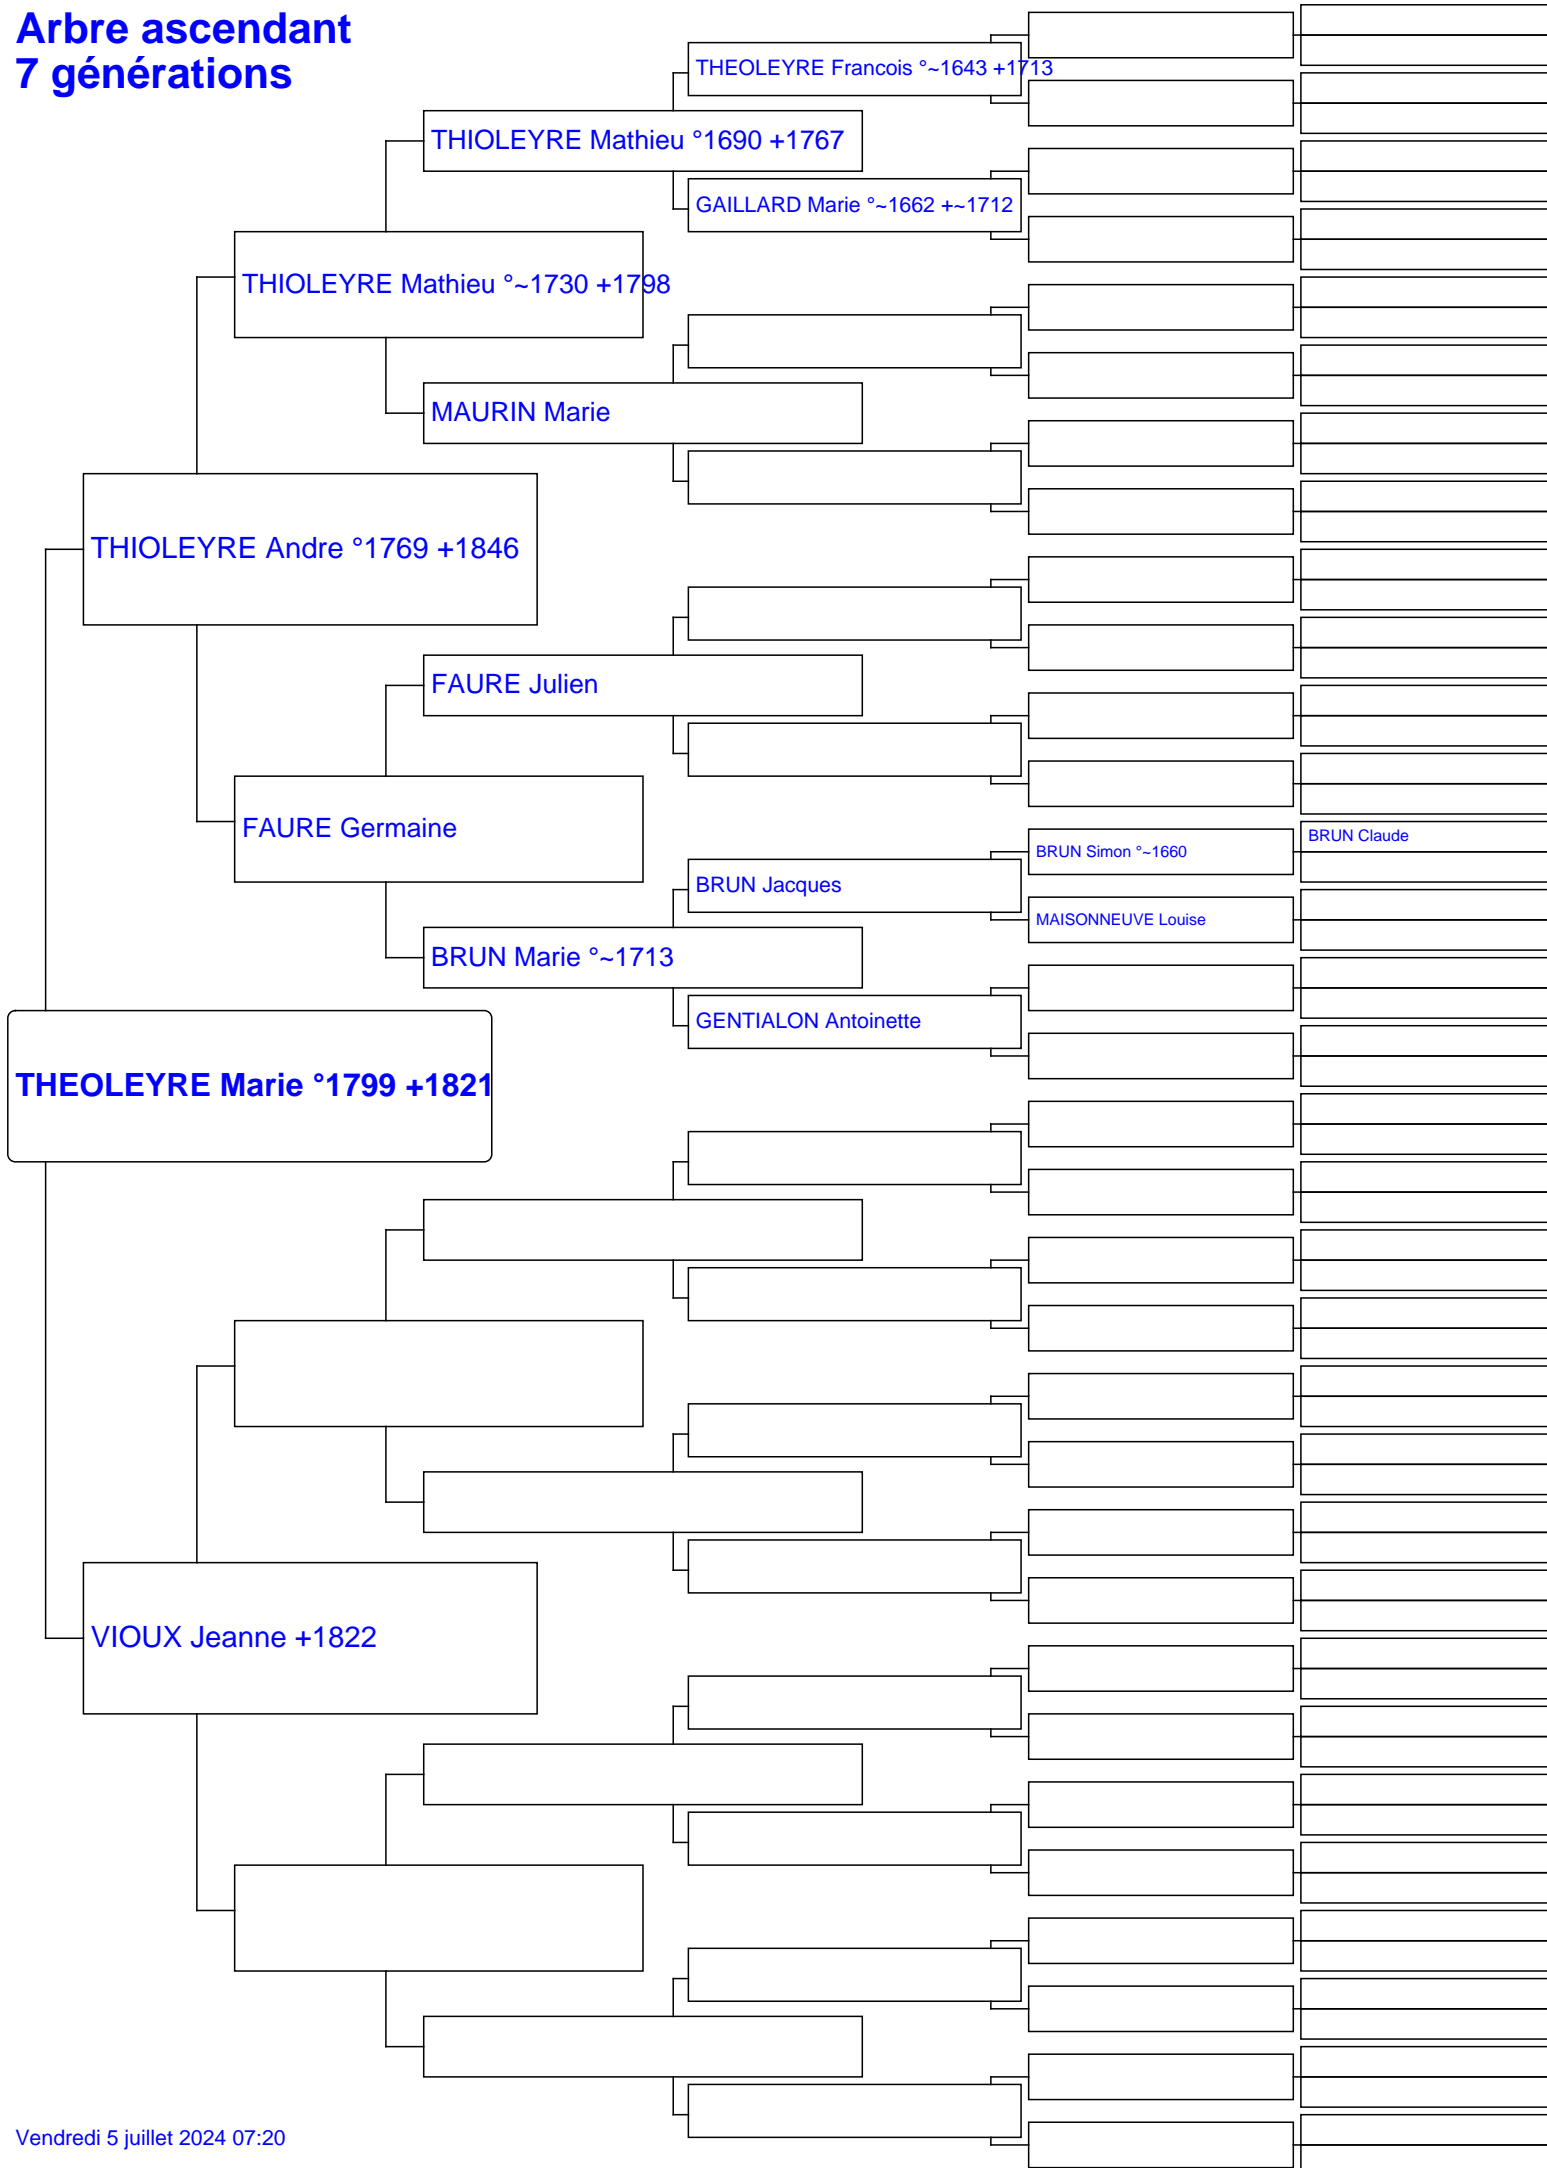 Arbre ascendant
7 générations
THEOLEYRE Francois °~1643 +1713
THIOLEYRE Mathieu °1690 +1767
GAILLARD Marie °~1662 +~1712
THIOLEYRE Mathieu °~1730 +1798
MAURIN Marie
THIOLEYRE Andre °1769 +1846
FAURE Julien
FAURE Germaine
BRUN Claude
BRUN Simon °~1660
BRUN Jacques
MAISONNEUVE Louise
BRUN Marie °~1713
GENTIALON Antoinette
THEOLEYRE Marie °1799 +1821
VIOUX Jeanne +1822
Vendredi 5 juillet 2024 07:20